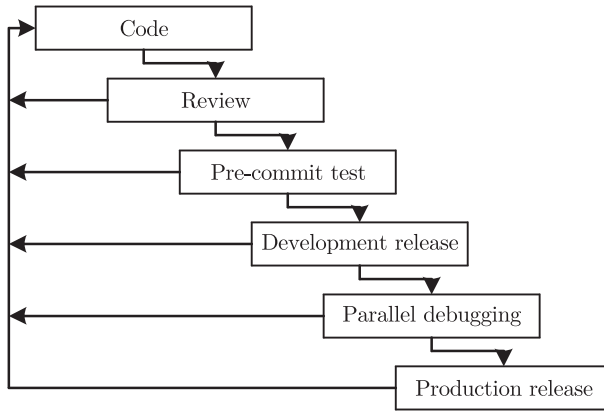 Code
Review
Pre-commit test
Development release
Parallel debugging
Production release